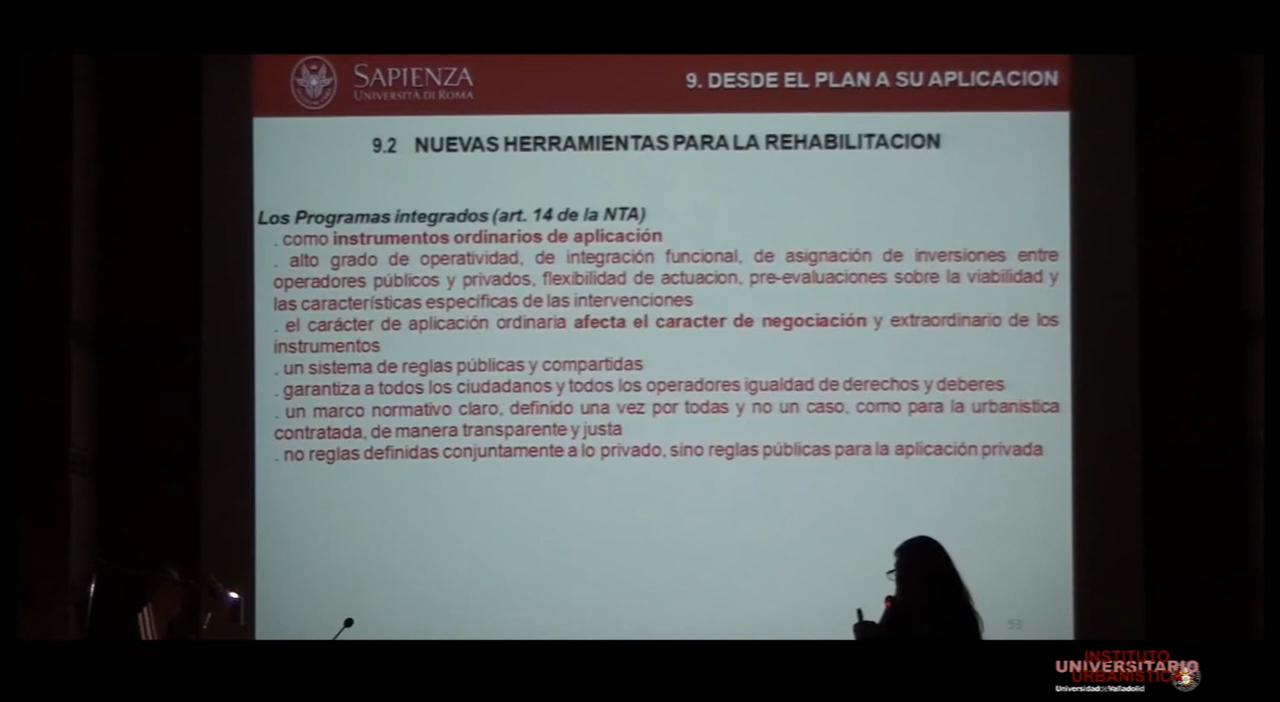 SAPIENZA
UNIVERSITÀ DI ROMA
9. DESDE EL PLAN A SU APLICACION
9.2 NUEVAS HERRAMIENTAS PARA LA REHABILITACION
Los Programas integrados (art. 14 de la NTA)
. como instrumentos ordinarios de aplicación
. alto grado de operatividad, de integración funcional, de asignación de inversiones entre
operadores públicos y privados, flexibilidad de actuacion, pre-evaluaciones sobre la viabilidad y
las características específicas de las intervenciones
. el carácter de aplicación ordinaria afecta el caracter de negociación y extraordinario de los
instrumentos
. un sistema de reglas públicas y compartidas
. garantiza a todos los ciudadanos y todos los operadores igualdad de derechos y deberes
. un marco normativo claro, definido una vez por todas y no un caso, como para la urbanistica
contratada, de manera transparente y justa
. no reglas definidas conjuntamente a lo privado, sino reglas públicas para la aplicación privada
53
INSTITUTO
UNIVERSITARIO
URBANÍSTICA
Universidad de Valladolid